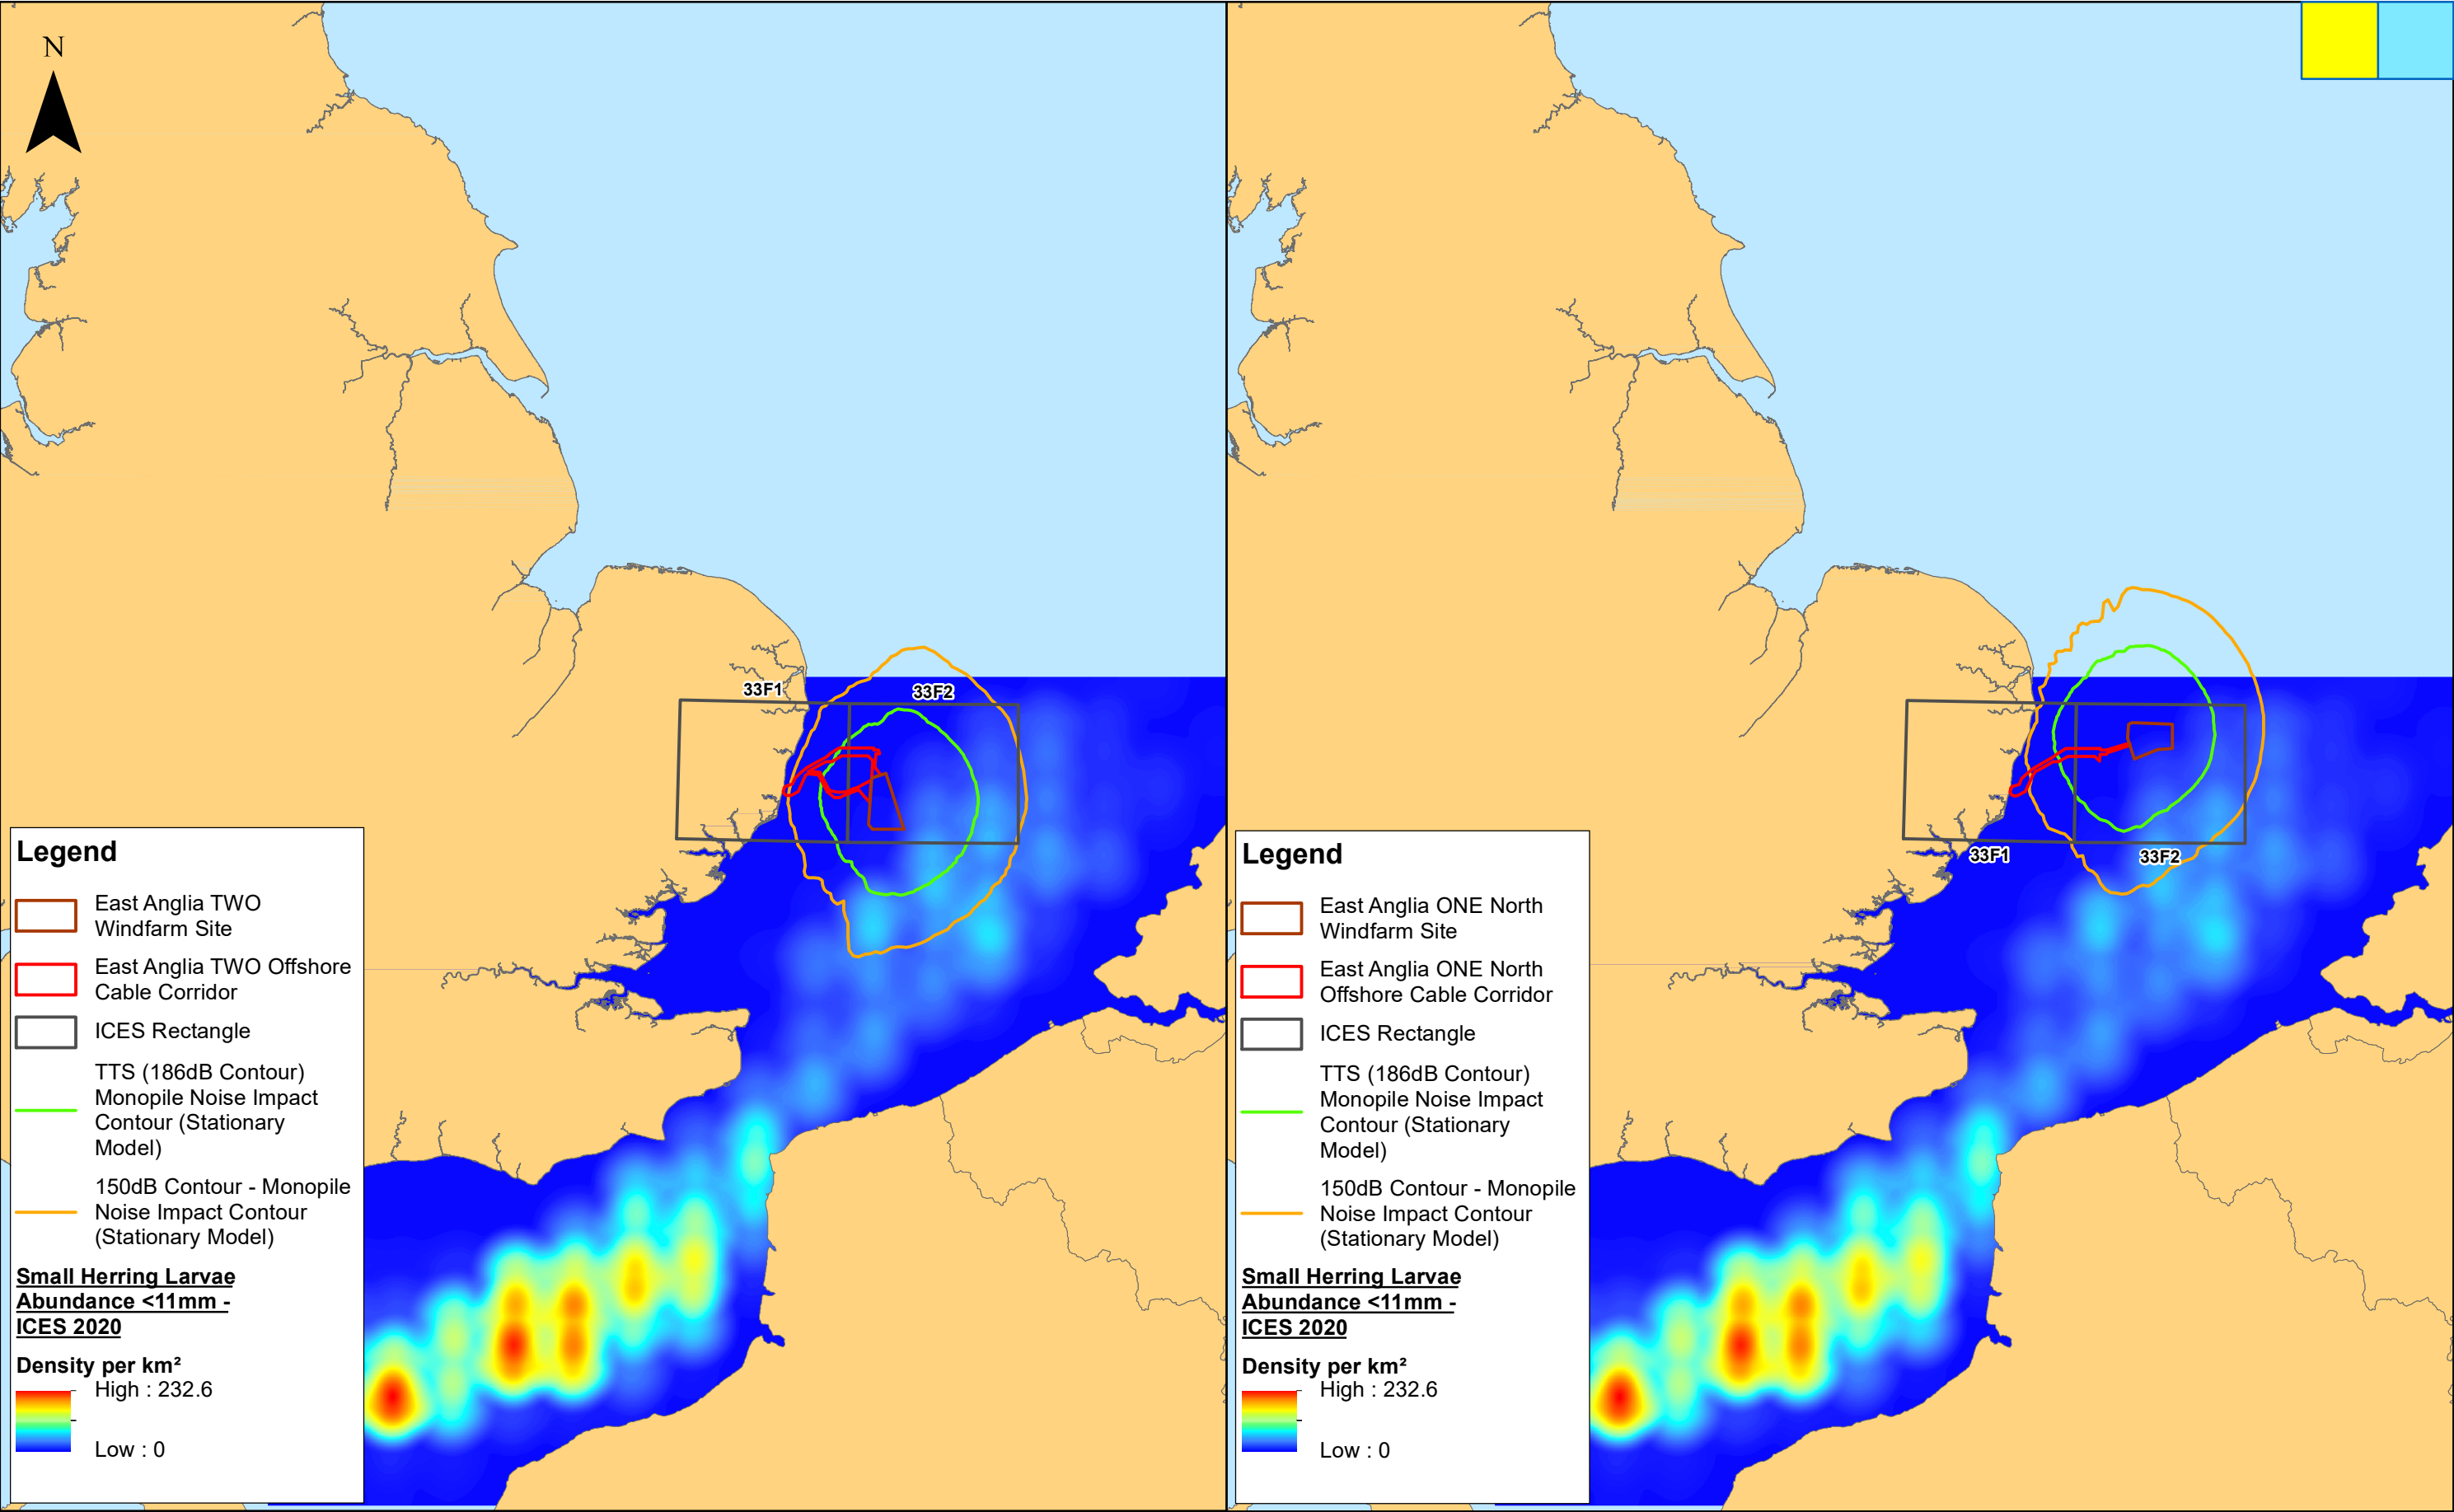 N
33F1
33F2
Legend
East Anglia TWO
Windfarm Site
East Anglia TWO Offshore
Cable Corridor
ICES Rectangle
TTS (186dB Contour)
Monopile Noise Impact
Contour (Stationary
Model)
150dB Contour - Monopile
Noise Impact Contour
(Stationary Model)
Small Herring Larvae
Abundance <11mm -
ICES 2020
Density per km²
High : 232.6
Low : 0
33F1
33F2
Legend
East Anglia ONE North
Windfarm Site
East Anglia ONE North
Offshore Cable Corridor
ICES Rectangle
TTS (186dB Contour)
Monopile Noise Impact
Contour (Stationary
Model)
150dB Contour - Monopile
Noise Impact Contour
(Stationary Model)
Small Herring Larvae
Abundance <11mm -
ICES 2020
Density per km²
High : 232.6
Low : 0